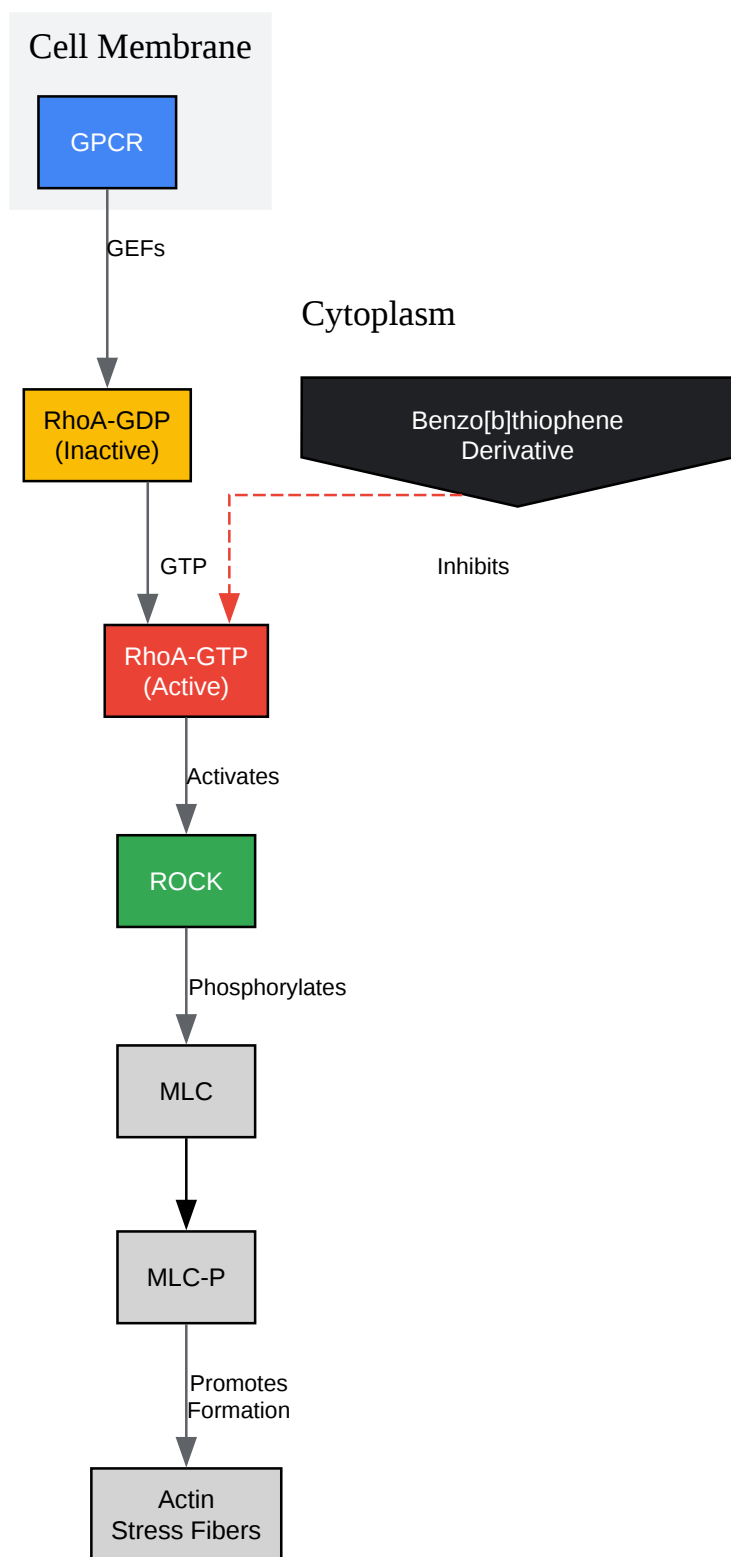 Cell Membrane
GPCR
GEFs
Cytoplasm
RhoA-GDP
(Inactive)
Benzo[b]thiophene
Derivative
GTP
Inhibits
RhoA-GTP
(Active)
Activates
ROCK
Phosphorylates
MLC
MLC-P
Promotes
Formation
Actin
Stress Fibers